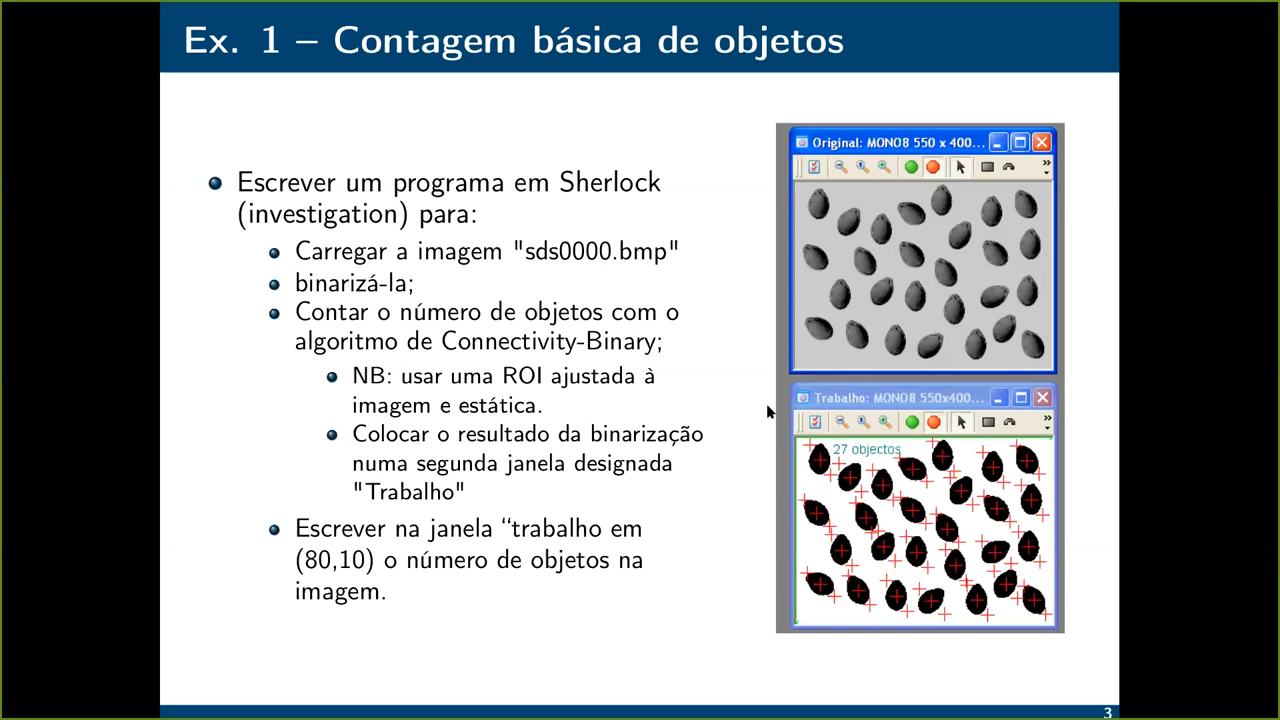 Ex. 1 – Contagem básica de objetos
Escrever um programa em Sherlock
(investigation) para:
Carregar a imagem "sds0000.bmp"
binarizá-la;
Contar o número de objetos com o
algoritmo de Connectivity-Binary;
NB: usar uma ROI ajustada à
imagem e estática.
Colocar o resultado da binarização
numa segunda janela designada
"Trabalho"
Escrever na janela “trabalho em
(80,10) o número de objetos na
imagem.
Original: MONO8 550 x 400...
Trabalho: MONO8 550x400...
27 objectos
3